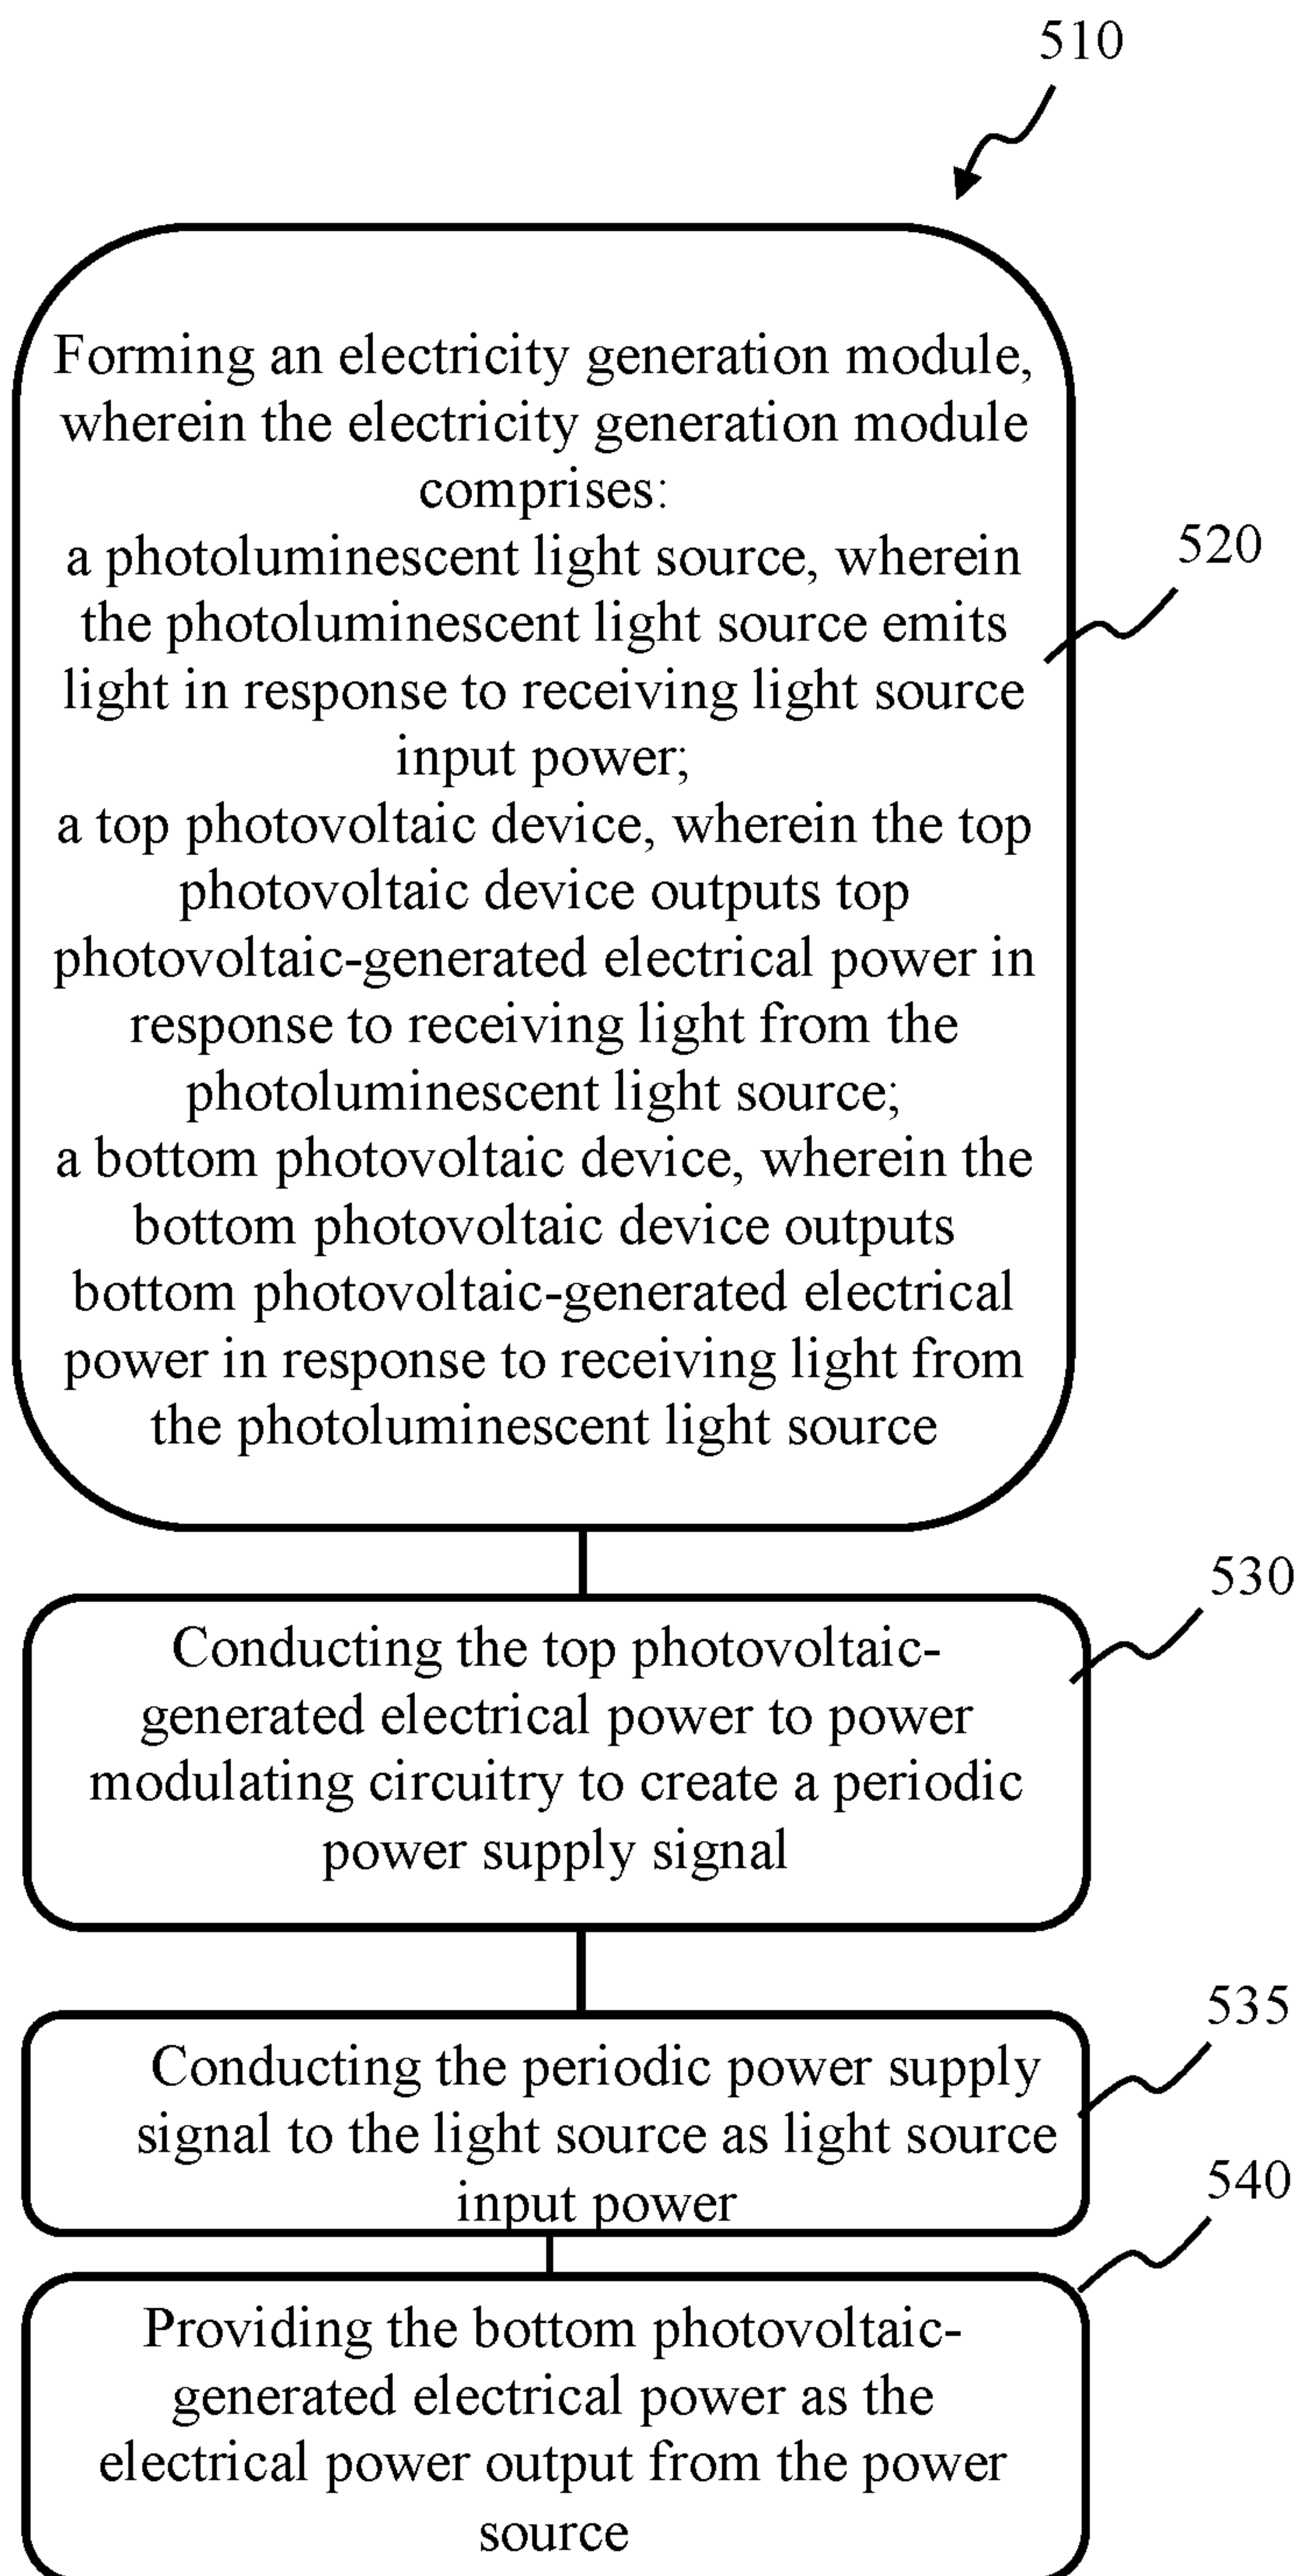 510
Forming an electricity generation module,
wherein the electricity generation module
comprises:
a photoluminescent light source, wherein
the photoluminescent light source emits
light in response to receiving light source
input power;
a top photovoltaic device, wherein the top
photovoltaic device outputs top
photovoltaic-generated electrical power in
response to receiving light from the
photoluminescent light source;
a bottom photovoltaic device, wherein the
bottom photovoltaic device outputs
bottom photovoltaic-generated electrical
power in response to receiving light from
the photoluminescent light source
520
Conducting the top photovoltaic-
generated electrical power to power
modulating circuitry to create a periodic
power supply signal
530
Conducting the periodic power supply
signal to the light source as light source
input power
535
Providing the bottom photovoltaic-
generated electrical power as the
electrical power output from the power
source
540